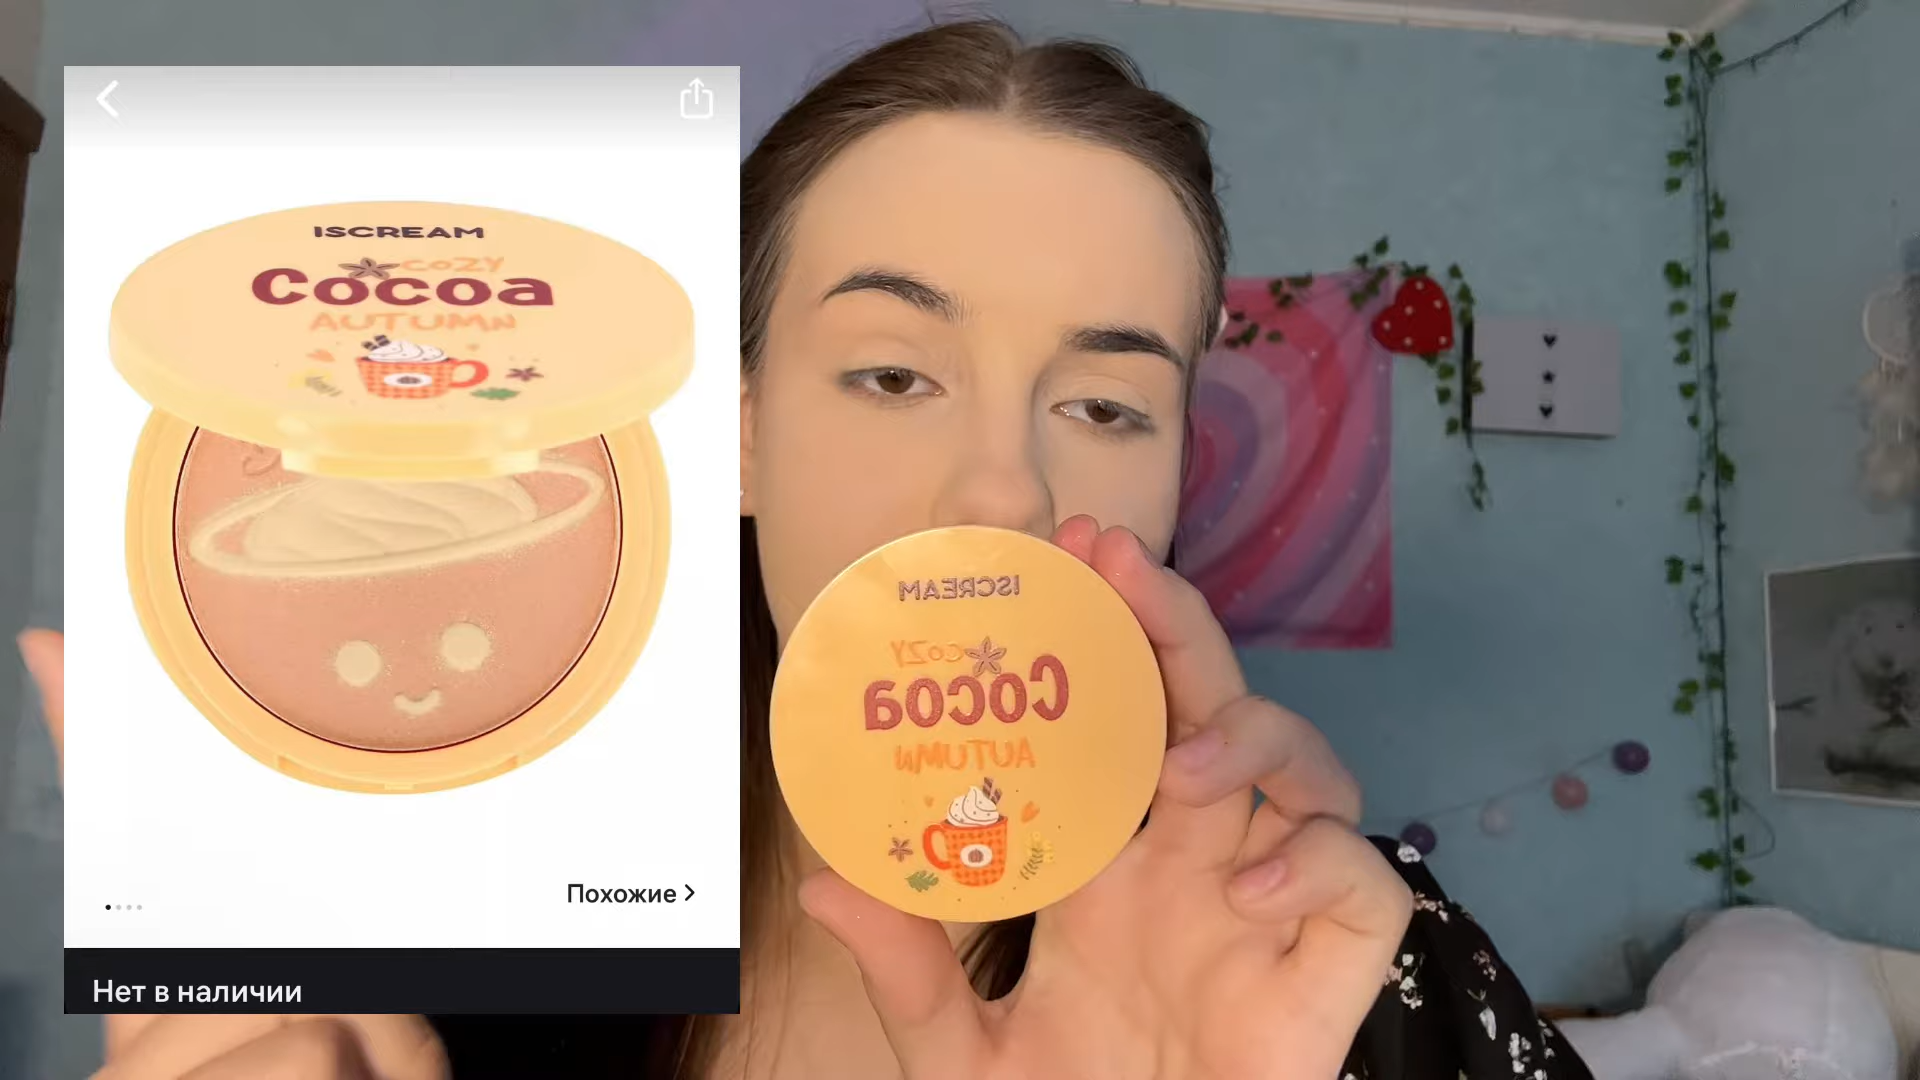 ISCREAM
COZY
Cocoa
AUTUMN
Похожие
Нет в наличии
ISCREAM
COZY
Cocoa
AUTUMN